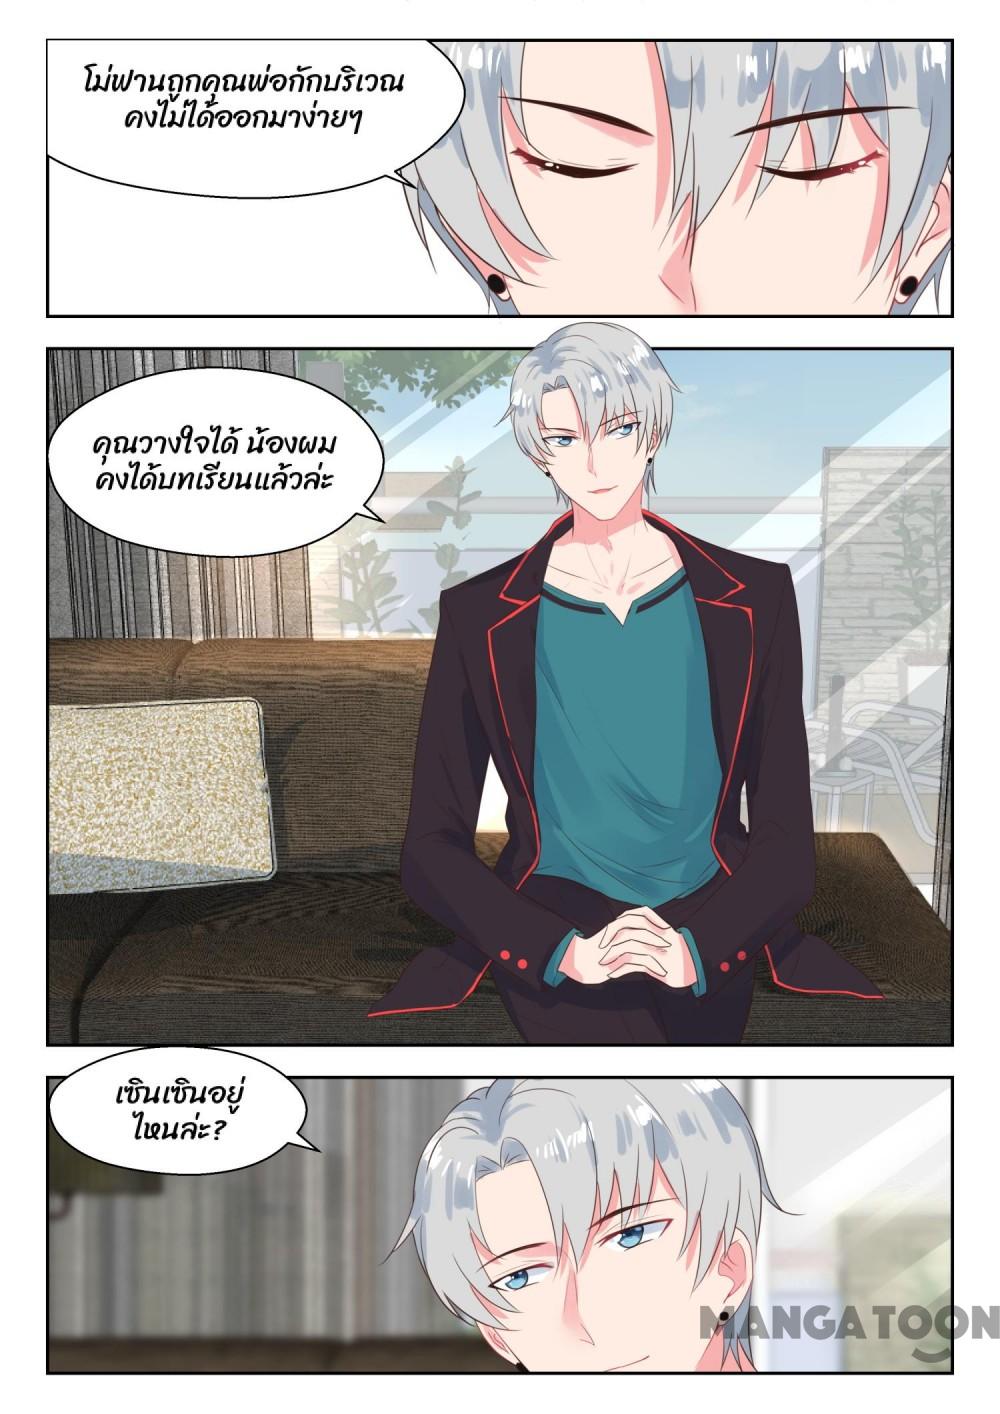 โม่ฟานถูกคุณพ่อกักบริเวณ
คงไม่ได้ออกมาง่ายๆ
คุณวางใจได้ น้องผม
คงได้บทเรียนแล้วล่ะ
เซินเซินอยู่
ไหนล่ะ?
MANGATOON